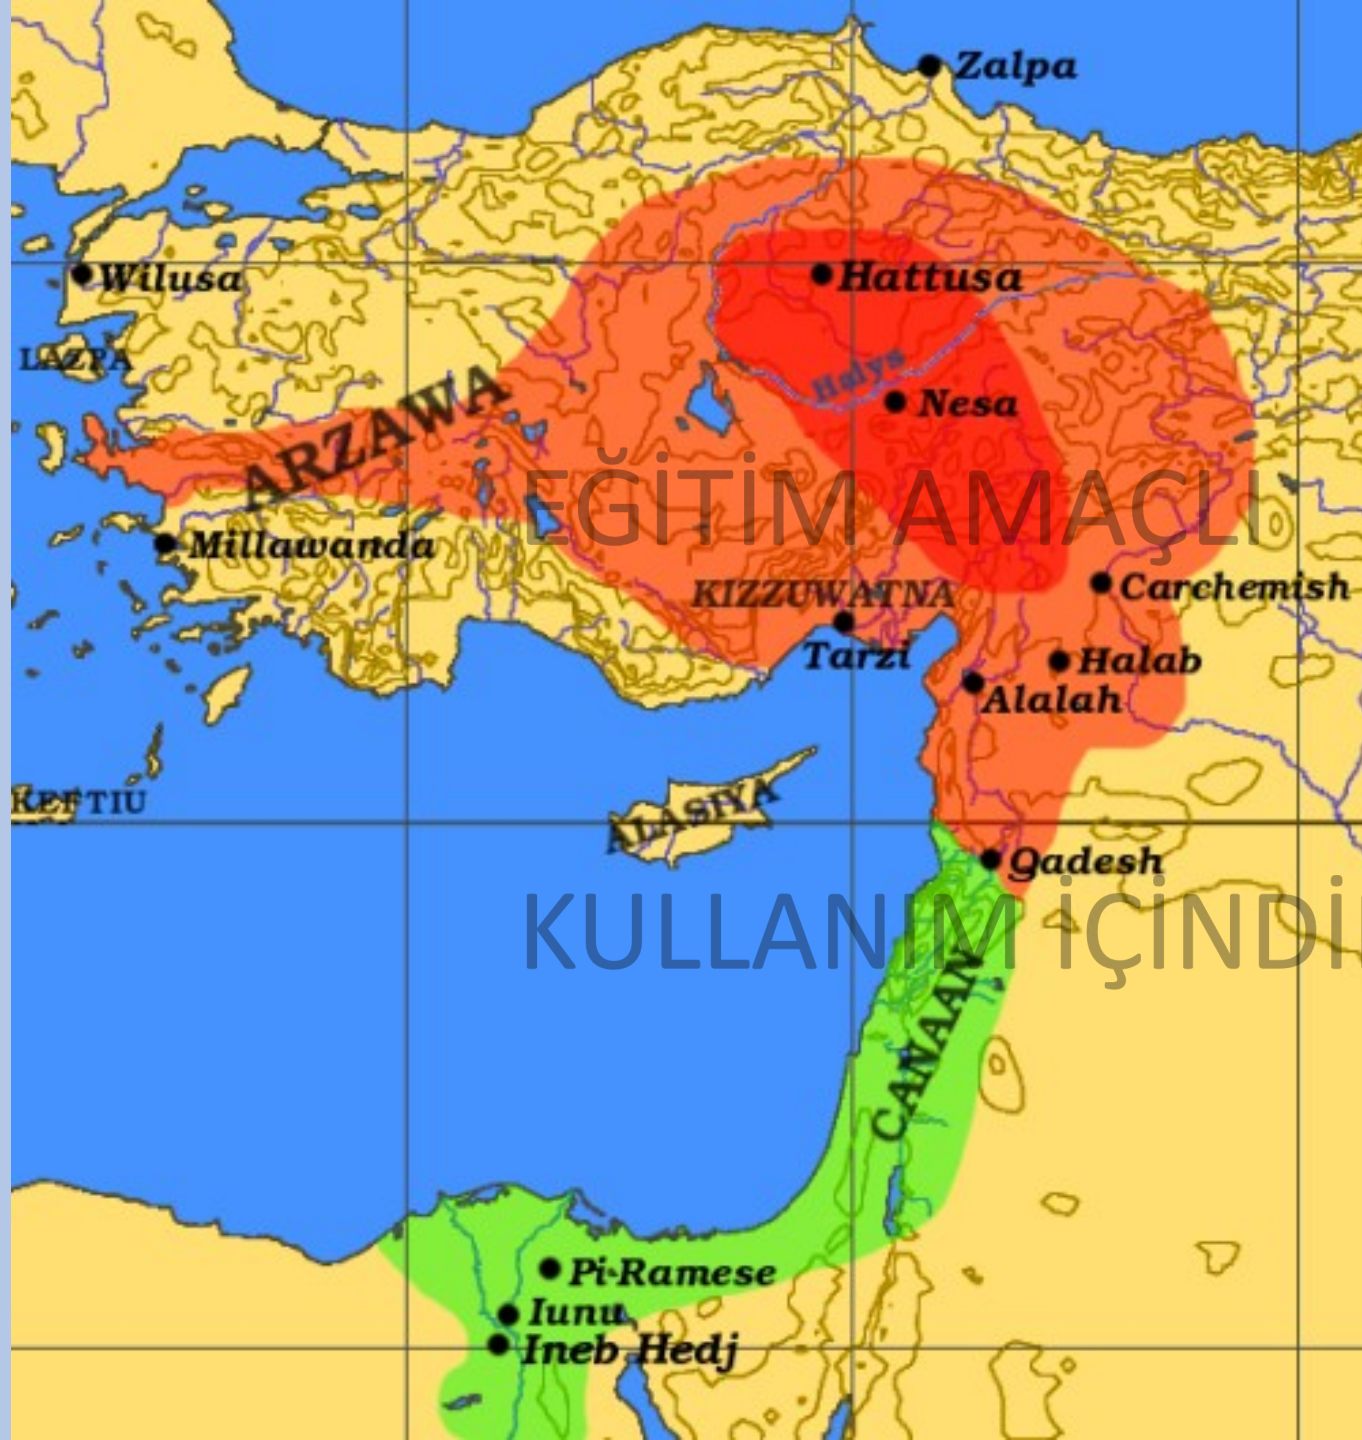 Zalpa
Wilusa
Hattusa
LAZPA
Halys
ARZAWA
Nesa
EĞİTİM AMAÇLI
Millawanda
KIZZUWATNA
Carchemish
Tarzi
Halab
Alalah
KEFTIU
ALASIYA
Qadesh
KULLANIM İÇİNDİ
CANAAN
Pi-Ramese
Iunu
Ineb Hedj